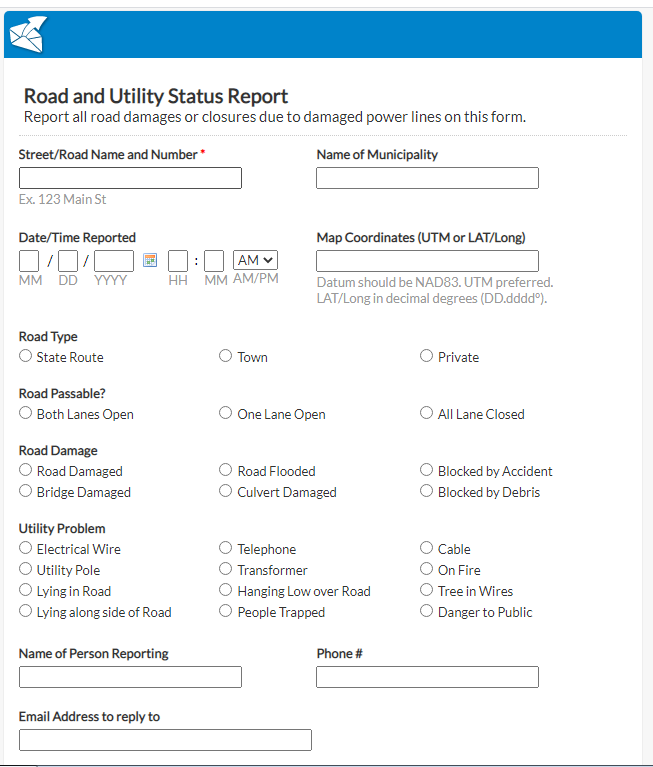 Road and Utility Status Report
Report all road damages or closures due to damaged power lines on this form.
Street/Road Name and Number * Name of Municipality
Ex. 123 Main St
Date/Time Reported Map Coordinates (UTM or LAT/Long)
/ / : AM
MM DD YYYY HH MM AM/PM Datum should be NAD83. UTM preferred.
LAT/Long in decimal degrees (DD.dddd°).
Road Type
State Route Town Private
Road Passable?
Both Lanes Open One Lane Open All Lane Closed
Road Damage
Road Damaged Road Flooded Blocked by Accident
Bridge Damaged Culvert Damaged Blocked by Debris
Utility Problem
Electrical Wire Telephone Cable
Utility Pole Transformer On Fire
Lying in Road Hanging Low over Road Tree in Wires
Lying along side of Road People Trapped Danger to Public
Name of Person Reporting Phone #
Email Address to reply to